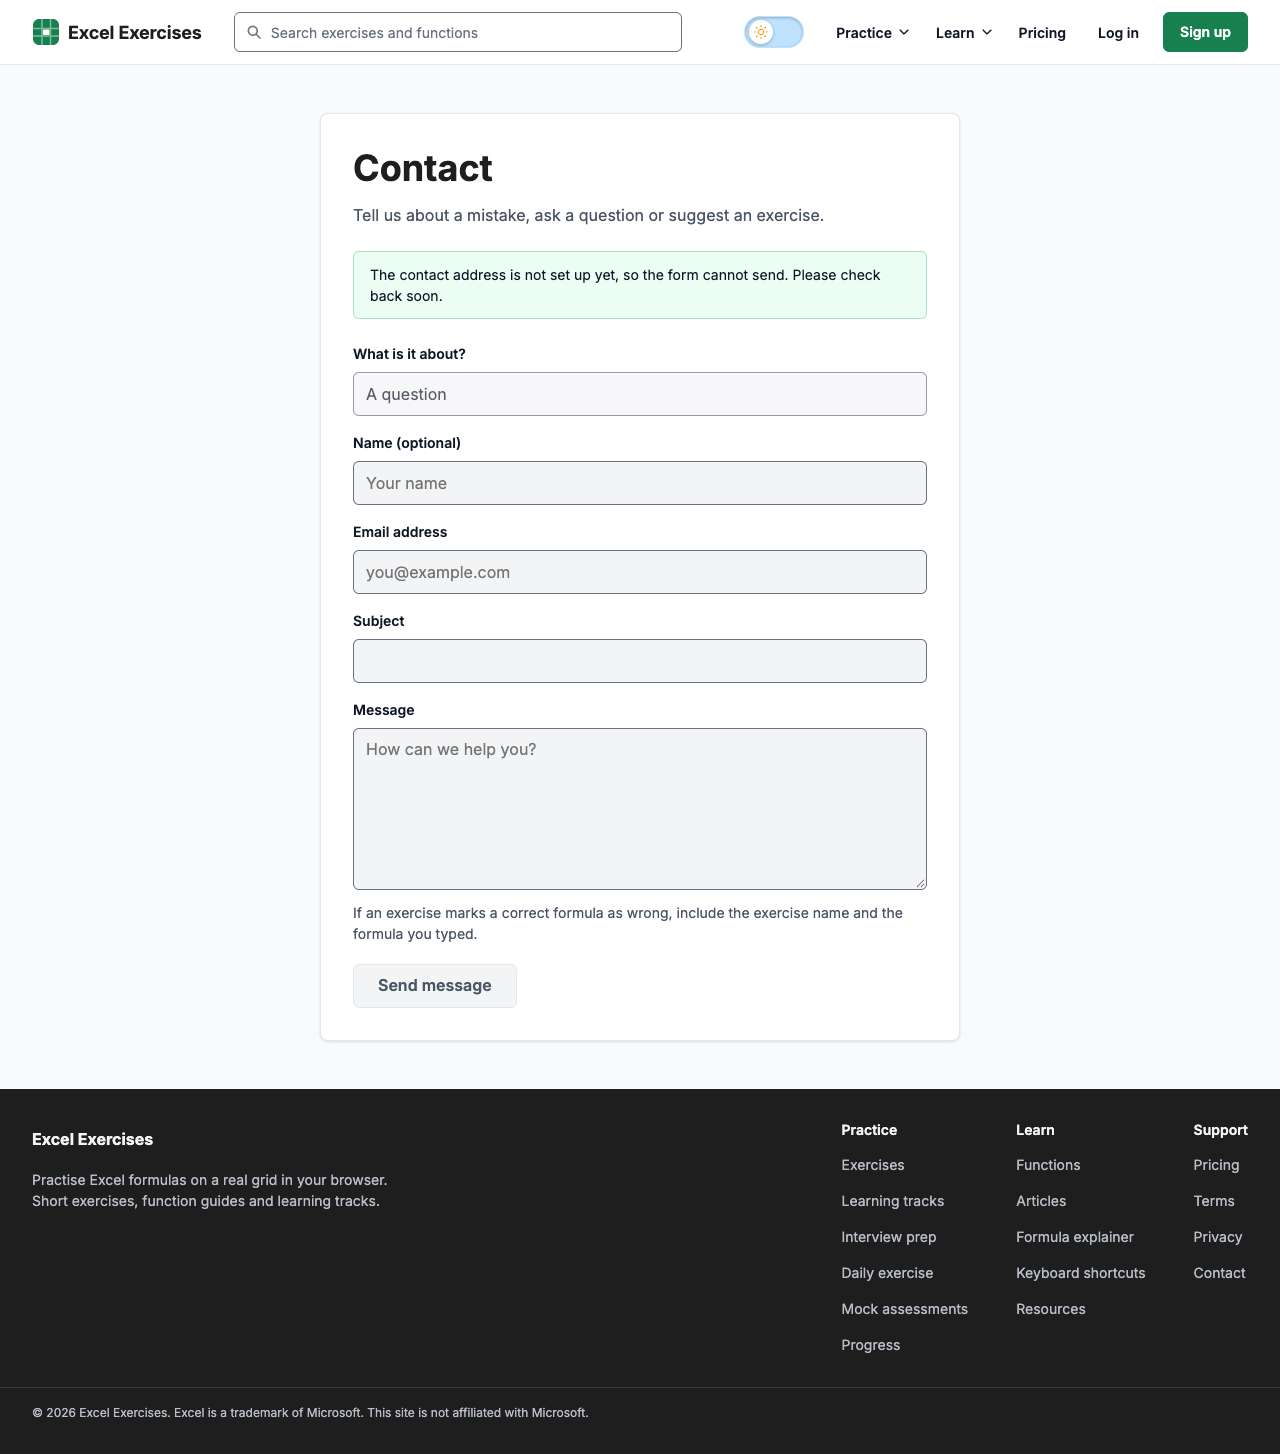 Excel Exercises
Search exercises and functions
Practice
Learn
Pricing
Log in
Sign up
Contact
Tell us about a mistake, ask a question or suggest an exercise.
The contact address is not set up yet, so the form cannot send. Please check
back soon.
What is it about?
A question
Name (optional)
Your name
Email address
you@example.com
Subject
Message
How can we help you?
If an exercise marks a correct formula as wrong, include the exercise name and the
formula you typed.
Send message
Excel Exercises
Practise Excel formulas on a real grid in your browser.
Short exercises, function guides and learning tracks.
Practice
Exercises
Learning tracks
Interview prep
Daily exercise
Mock assessments
Progress
Learn
Functions
Articles
Formula explainer
Keyboard shortcuts
Resources
Support
Pricing
Terms
Privacy
Contact
© 2026 Excel Exercises. Excel is a trademark of Microsoft. This site is not affiliated with Microsoft.